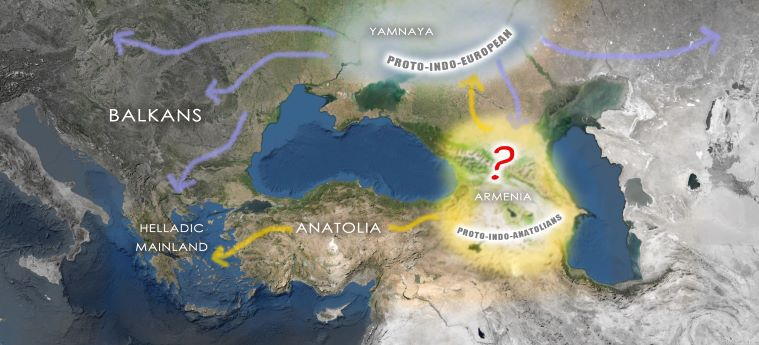 YAMNAYA
PROTO-INDO-EUROPEAN
BALKANS
?
ARMENIA
PROTO-INDO-ANATOLIANS
HELLADIC
MAINLAND
ANATOLIA